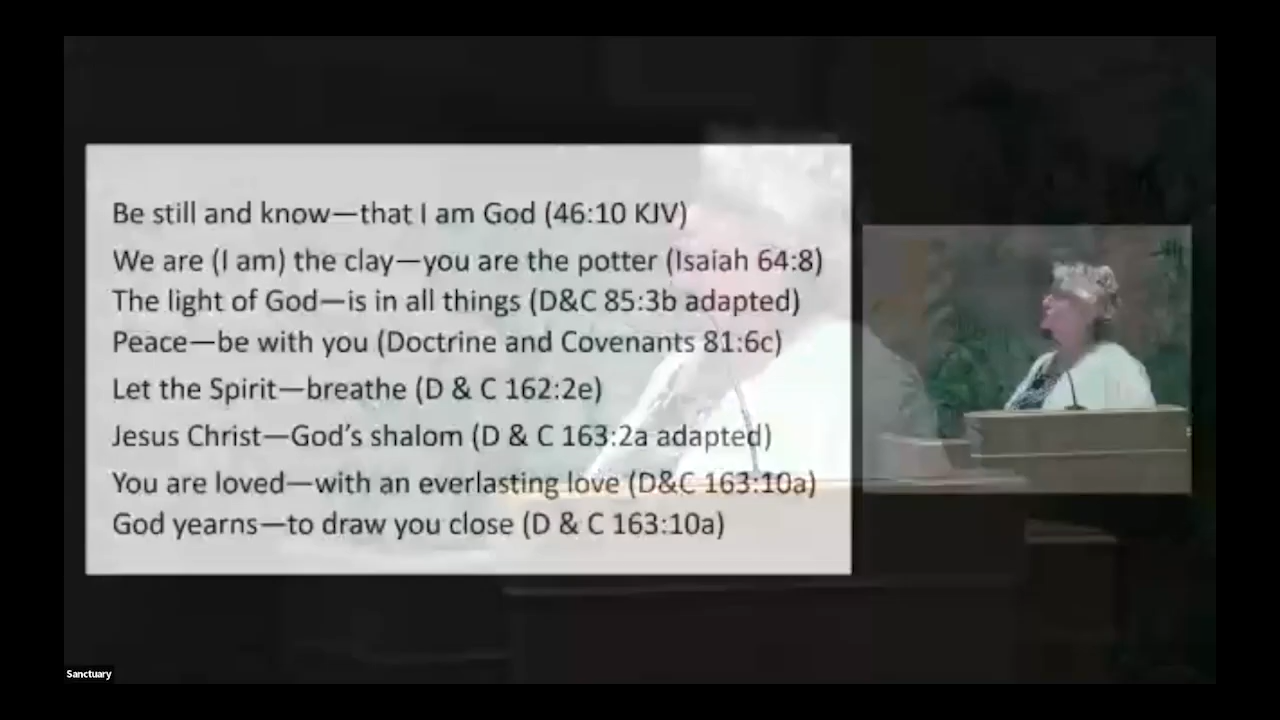 Be still and know—that I am God (46:10 KJV)
We are (I am) the clay—you are the potter (Isaiah 64:8)
The light of God—is in all things (D&C 85:3b adapted)
Peace—be with you (Doctrine and Covenants 81:6c)
Let the Spirit—breathe (D & C 162:2e)
Jesus Christ—God’s shalom (D & C 163:2a adapted)
You are loved—with an everlasting love (D&C 163:10a)
God yearns—to draw you close (D & C 163:10a)
Sanctuary